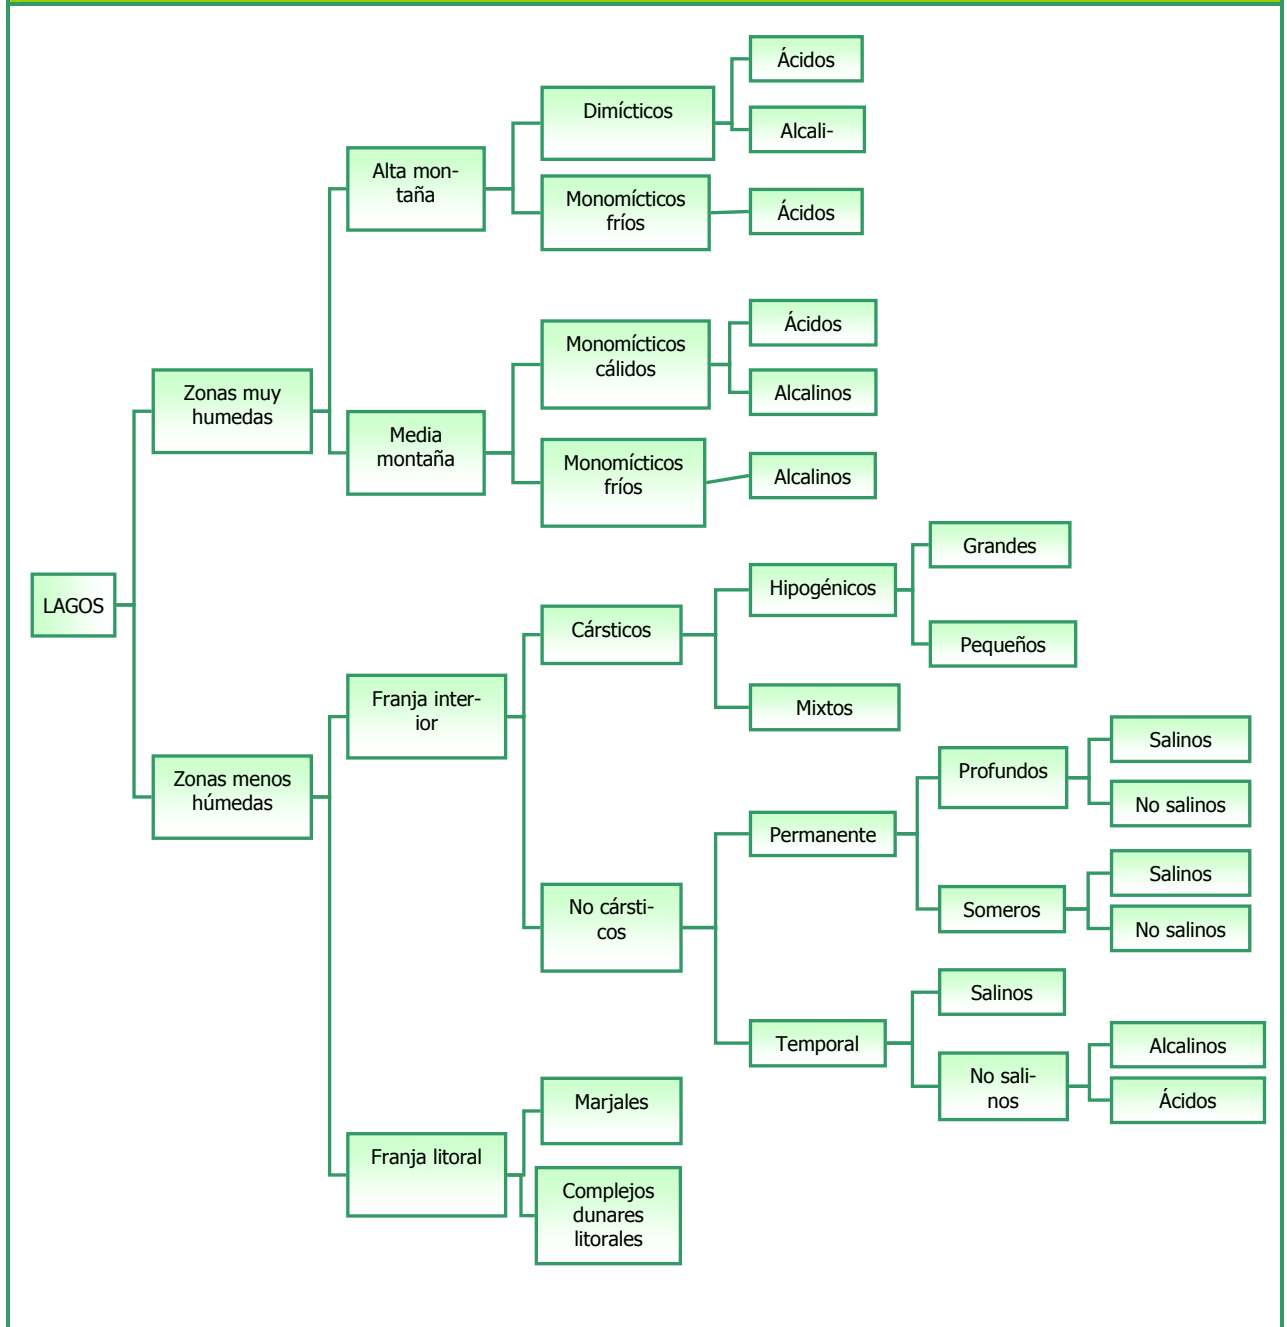 Ácidos
Dimícticos
Alcali-
Alta mon-
taña
Monomícticos
fríos
Ácidos
Ácidos
Monomícticos
cálidos
Alcalinos
Zonas muy
humedas
Media
montaña
Monomícticos
fríos
Alcalinos
Grandes
Hipogénicos
LAGOS
Cársticos
Pequeños
Franja inter-
ior
Mixtos
Salinos
Profundos
Zonas menos
húmedas
No salinos
Permanente
Salinos
Someros
No cársti-
cos
No salinos
Salinos
Temporal
Alcalinos
No sali-
nos
Ácidos
Marjales
Franja litoral
Complejos
dunares
litorales